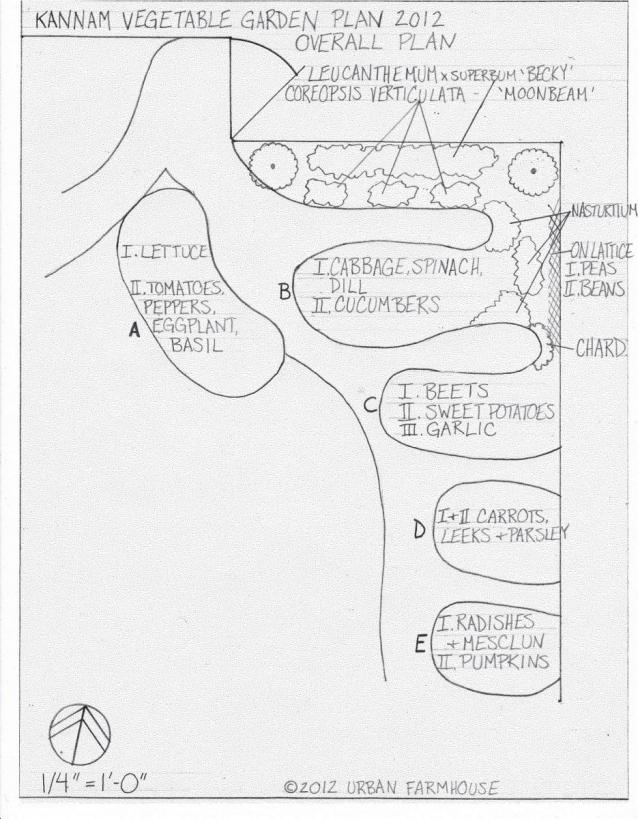 KANNAM VEGETABLE GARDEN PLAN 2012
OVERALL PLAN
LEUCANTHEMUM x SUPERBUM 'BECKY'
COREOPSIS VERTICULATA - 'MOONBEAM'
NASTURTIUM
ON LATTICE
I. PEAS
II. BEANS
CHARD
I. LETTUCE
II. TOMATOES,
PEPPERS,
A EGGPLANT,
BASIL
B
I. CABBAGE, SPINACH,
DILL
II. CUCUMBERS
C
I. BEETS
II. SWEET POTATOES
III. GARLIC
D
I+II CARROTS,
LEEKS + PARSLEY
E
I. RADISHES
+ MESCLUN
II. PUMPKINS
1/4" = 1'-0"
©2012 URBAN FARMHOUSE